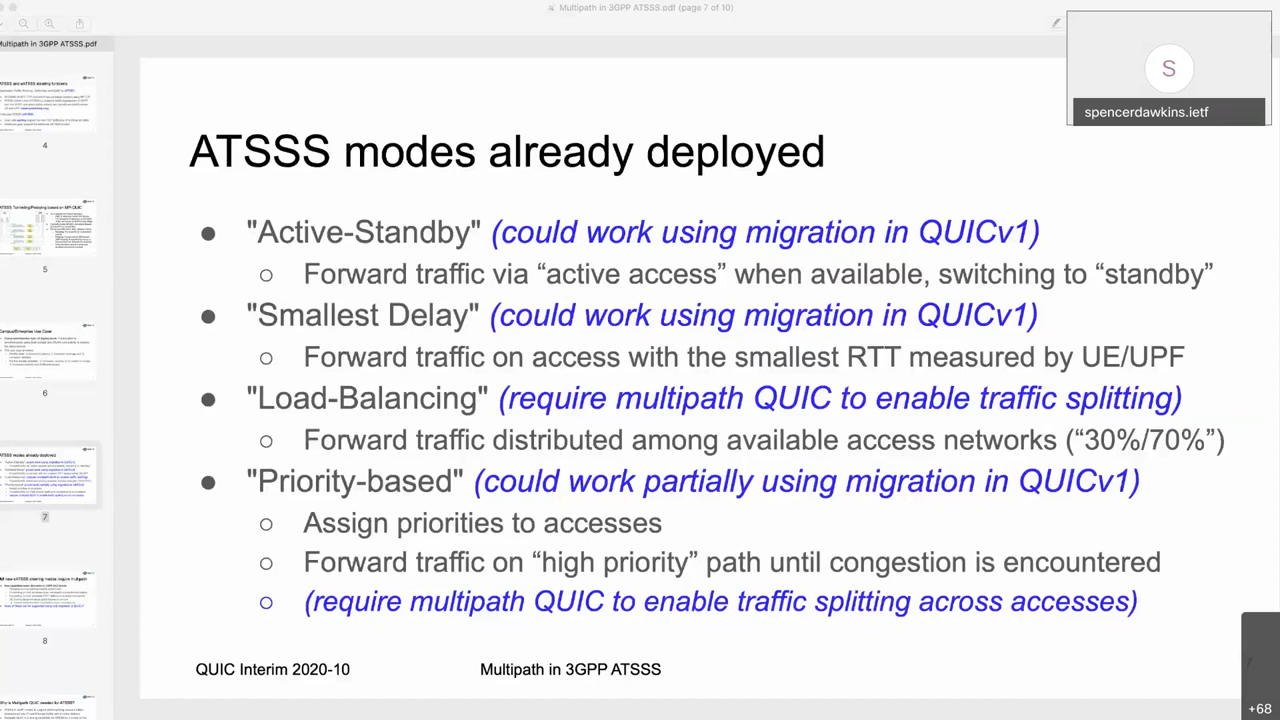 Multipath in 3GPP ATSSS.pdf (page 7 of 10)
Multipath in 3GPP ATSSS.pdf
S
spencerdawkins.ietf
ATSSS modes already deployed
"Active-Standby" (could work using migration in QUICv1)
Forward traffic via “active access” when available, switching to “standby”
"Smallest Delay" (could work using migration in QUICv1)
Forward traffic on access with the smallest RTT measured by UE/UPF
"Load-Balancing" (require multipath QUIC to enable traffic splitting)
Forward traffic distributed among available access networks (“30%/70%”)
"Priority-based" (could work partially using migration in QUICv1)
Assign priorities to accesses
Forward traffic on “high priority” path until congestion is encountered
(require multipath QUIC to enable traffic splitting across accesses)
QUIC Interim 2020-10
Multipath in 3GPP ATSSS
4
5
6
7
8
+68